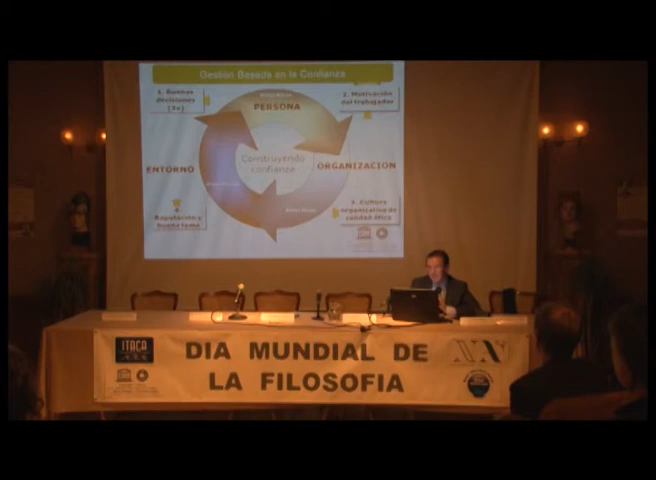 Gestión Basada en la Confianza
1. Buenas
decisiones
PERSONA
2. Motivación
del trabajador
Construyendo
confianza
ENTORNO
ORGANIZACION
3. Cultura
organizativa de
calidad ética
4.
Reputación y
buena fama
ITACA
DIA MUNDIAL DE
LA FILOSOFIA